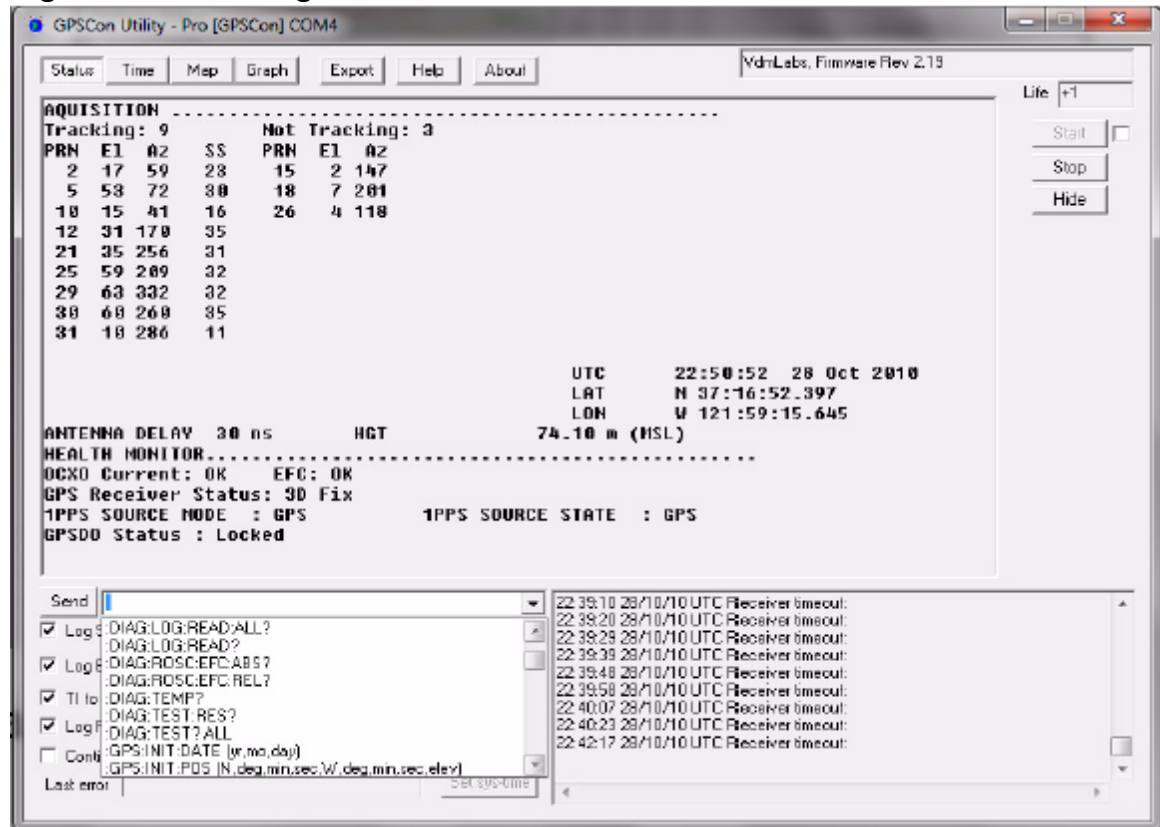 GPSCon Utility - Pro [GPSCon] COM4
Status Time Map Graph Export Help About
VdmLabs, Firmware Rev 2.19
Life +1
Start
Stop
Hide
AQUISITION
Tracking: 9 Not Tracking: 3
PRN El Az SS PRN El Az
2 17 59 23 15 2 147
5 53 72 30 18 7 201
10 15 41 16 26 4 118
12 31 170 35
21 35 256 31
25 59 209 32
29 63 332 32
30 60 260 35
31 10 286 11
UTC 22:50:52 28 Oct 2010
LAT N 37:16:52.397
LON W 121:59:15.645
ANTENNA DELAY 30 ns HGT 74.10 m (MSL)
HEALTH MONITOR
OCXO Current: OK EFC: OK
GPS Receiver Status: 3D Fix
1PPS SOURCE MODE : GPS 1PPS SOURCE STATE : GPS
GPSDO Status : Locked
Send
Log
Log
TI to
Log
:DIAG:LOG:READ:ALL?
:DIAG:LOG:READ?
:DIAG:ROSC:EFC:ABS?
:DIAG:ROSC:EFC:REL?
:DIAG:TEMP?
:DIAG:TEST:RES?
:DIAG:TEST? ALL
:GPS:INIT:DATE (yr,mo,day)
:GPS:INIT:POS (N,deg,min,sec,W,deg,min,sec,elev)
Last error
Set sys-time
22:39:10 28/10/10 UTC Receiver timeout:
22:39:20 28/10/10 UTC Receiver timeout:
22:39:29 28/10/10 UTC Receiver timeout:
22:39:39 28/10/10 UTC Receiver timeout:
22:39:48 28/10/10 UTC Receiver timeout:
22:39:58 28/10/10 UTC Receiver timeout:
22:40:07 28/10/10 UTC Receiver timeout:
22:40:23 28/10/10 UTC Receiver timeout:
22:42:17 28/10/10 UTC Receiver timeout: